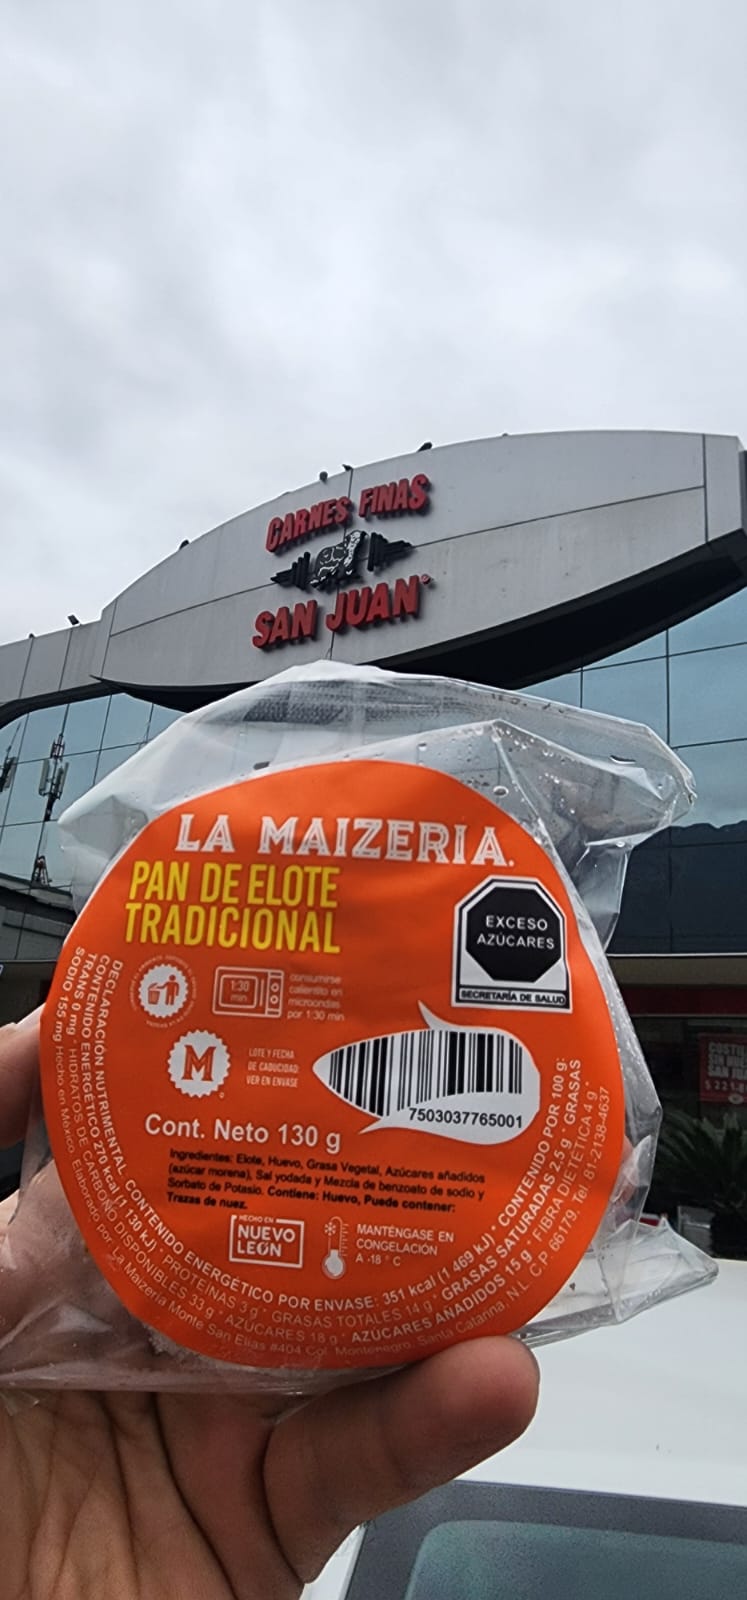 CARNES FINAS
SAN JUAN®
LA MAIZERIA.
PAN DE ELOTE
TRADICIONAL
EXCESO
AZÚCARES
SECRETARÍA DE SALUD
1:30
min
consumirse
calientito en
microondas
por 1:30 min
M
LOTE Y FECHA
DE CADUCIDAD:
VER EN ENVASE
7503037765001
Cont. Neto 130 g
Ingredientes: Elote, Huevo, Grasa Vegetal, Azúcares añadidos
(azúcar morena), Sal yodada y Mezcla de benzoato de sodio y
Sorbato de Potasio. Contiene: Huevo, Puede contener:
Trazas de nuez.
HECHO EN
NUEVO
LEÓN
MANTÉNGASE EN
CONGELACIÓN
A -18 ° C
DECLARACIÓN NUTRIMENTAL CONTENIDO ENERGÉTICO POR ENVASE: 351 kcal (1 469 kJ) * CONTENIDO POR 100 g:
CONTENIDO ENERGÉTICO 270 kcal (1 130 kJ) * PROTEINAS 3 g * GRASAS TOTALES 14 g * GRASAS SATURADAS 2,5 g * GRASAS
TRANS 0 mg * HIDRATOS DE CARBONO DISPONIBLES 33 g * AZÚCARES 18 g * AZÚCARES AÑADIDOS 15 g * FIBRA DIETÉTICA 4 g *
SODIO 155 mg Hecho en México. Elaborado por: La Maizería Monte San Elias #404 Col. Montenegro, Santa Catarina, N.L. C.P. 66179. Tel 81-2138-4637
SAN JUA